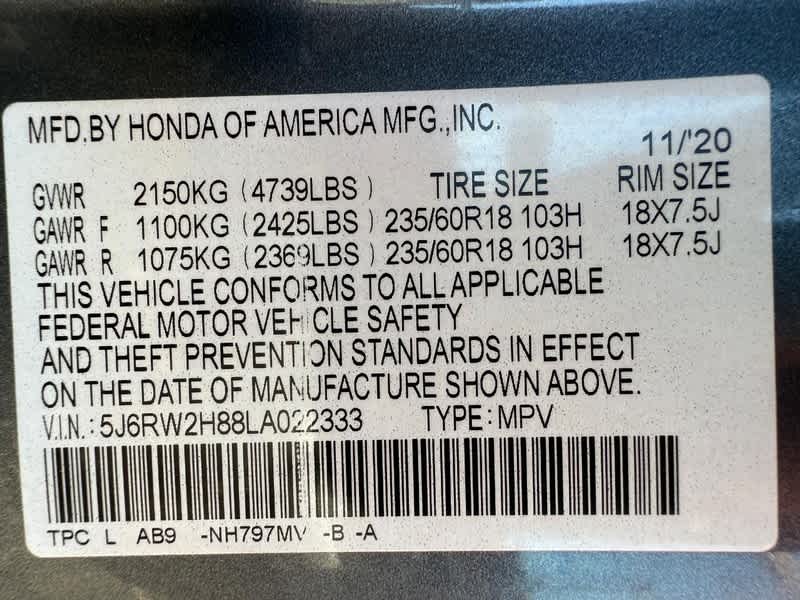 MFD.BY HONDA OF AMERICA MFG.,INC.
11/'20
GVWR 2150KG (4739LBS) TIRE SIZE RIM SIZE
GAWR F 1100KG (2425LBS) 235/60R18 103H 18X7.5J
GAWR R 1075KG (2369LBS) 235/60R18 103H 18X7.5J
THIS VEHICLE CONFORMS TO ALL APPLICABLE
FEDERAL MOTOR VEHICLE SAFETY
AND THEFT PREVENTION STANDARDS IN EFFECT
ON THE DATE OF MANUFACTURE SHOWN ABOVE.
V.I.N.: 5J6RW2H88LA022333 TYPE: MPV
TPC L AB9 -NH797MV -B -A